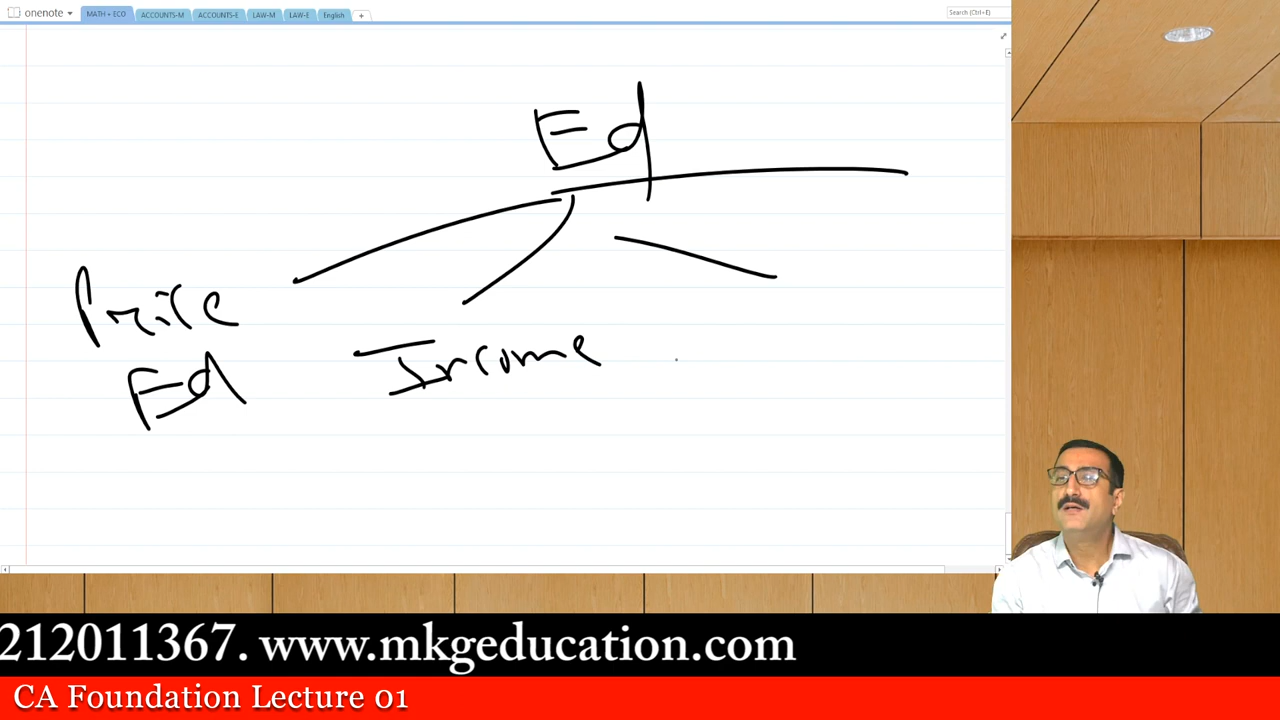 onenote
MATH + ECO
ACCOUNTS-M
ACCOUNTS-E
LAW-M
LAW-E
English
Search (Ctrl+E)
Ed
Price
Ed
Income
212011367. www.mkgeducation.com
CA Foundation Lecture 01